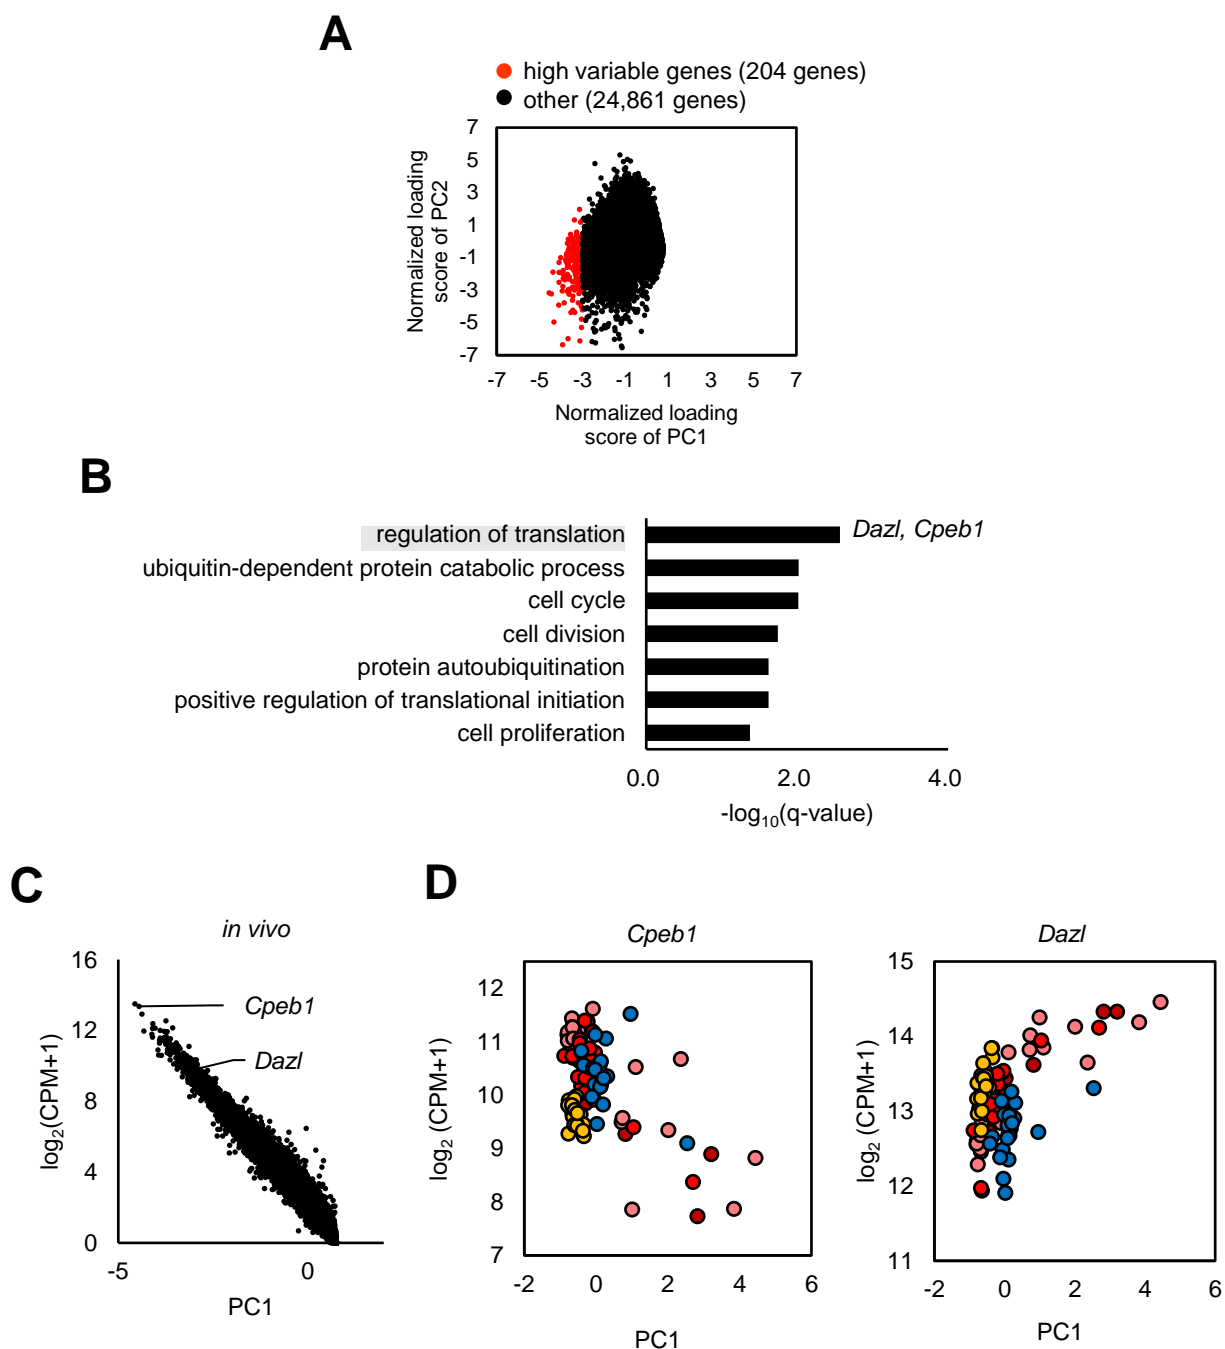 A
high variable genes (204 genes)
other (24,861 genes)
7
5
3
1
-1
-3
-5
-7
Normalized loading
score of PC2
-7 -5 -3 -1 1 3 5 7
Normalized loading
score of PC1
B
regulation of translation
Dazl, Cpeb1
ubiquitin-dependent protein catabolic process
cell cycle
cell division
protein autoubiquitination
positive regulation of translational initiation
cell proliferation
0.0 2.0 4.0
-log10(q-value)
C
in vivo
16
12
8
4
0
log2(CPM+1)
Cpeb1
Dazl
-5 0
PC1
D
Cpeb1
12
11
10
9
8
7
log2 (CPM+1)
-2 0 2 4 6
PC1
Dazl
15
14
13
12
11
log2 (CPM+1)
-2 0 2 4 6
PC1